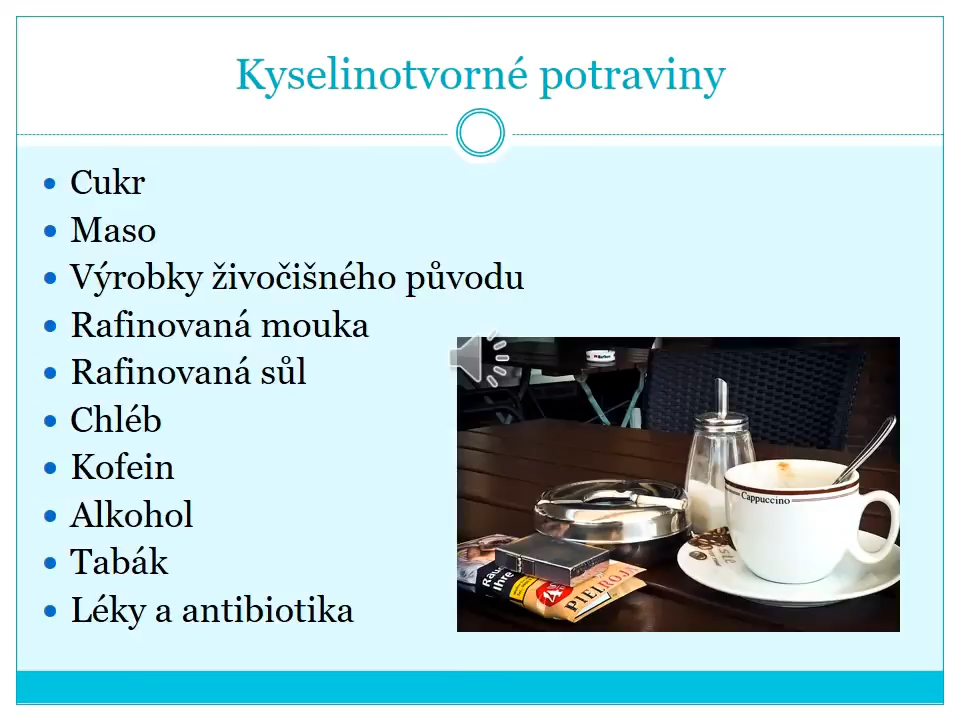 Kyselinotvorné potraviny
Cukr
Maso
Výrobky živočišného původu
Rafinovaná mouka
Rafinovaná sůl
Chléb
Kofein
Alkohol
Tabák
Léky a antibiotika
Cappuccino